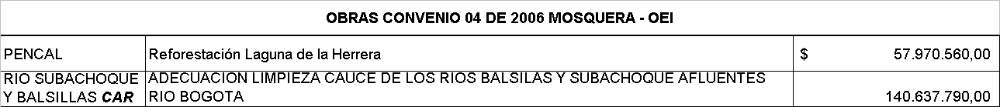 OBRAS CONVENIO 04 DE 2006 MOSQUERA - OEI
PENCAL Reforestación Laguna de la Herrera $ 57.970.560,00
RIO SUBACHOQUE ADECUACION LIMPIEZA CAUCE DE LOS RIOS BALSILAS Y SUBACHOQUE AFLUENTES
Y BALSILLAS CAR RIO BOGOTA 140.637.790,00